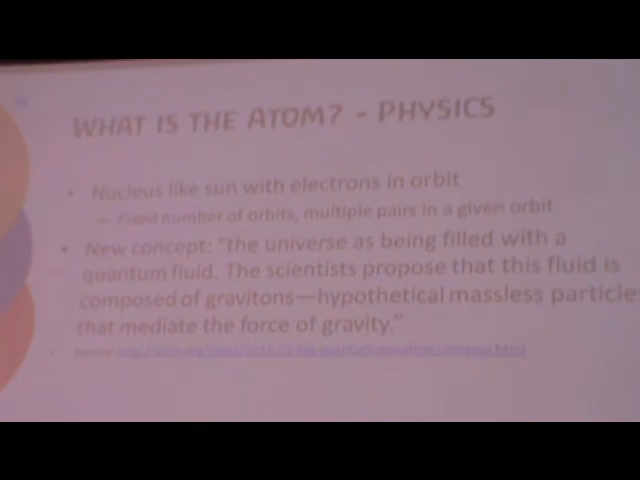 WHAT IS THE ATOM? - PHYSICS
• Nucleus like sun with electrons in orbit
– Fixed number of orbits, multiple pairs in a given orbit
• New concept: "the universe as being filled with a
quantum fluid. The scientists propose that this fluid is
composed of gravitons—hypothetical massless particle
that mediate the force of gravity."